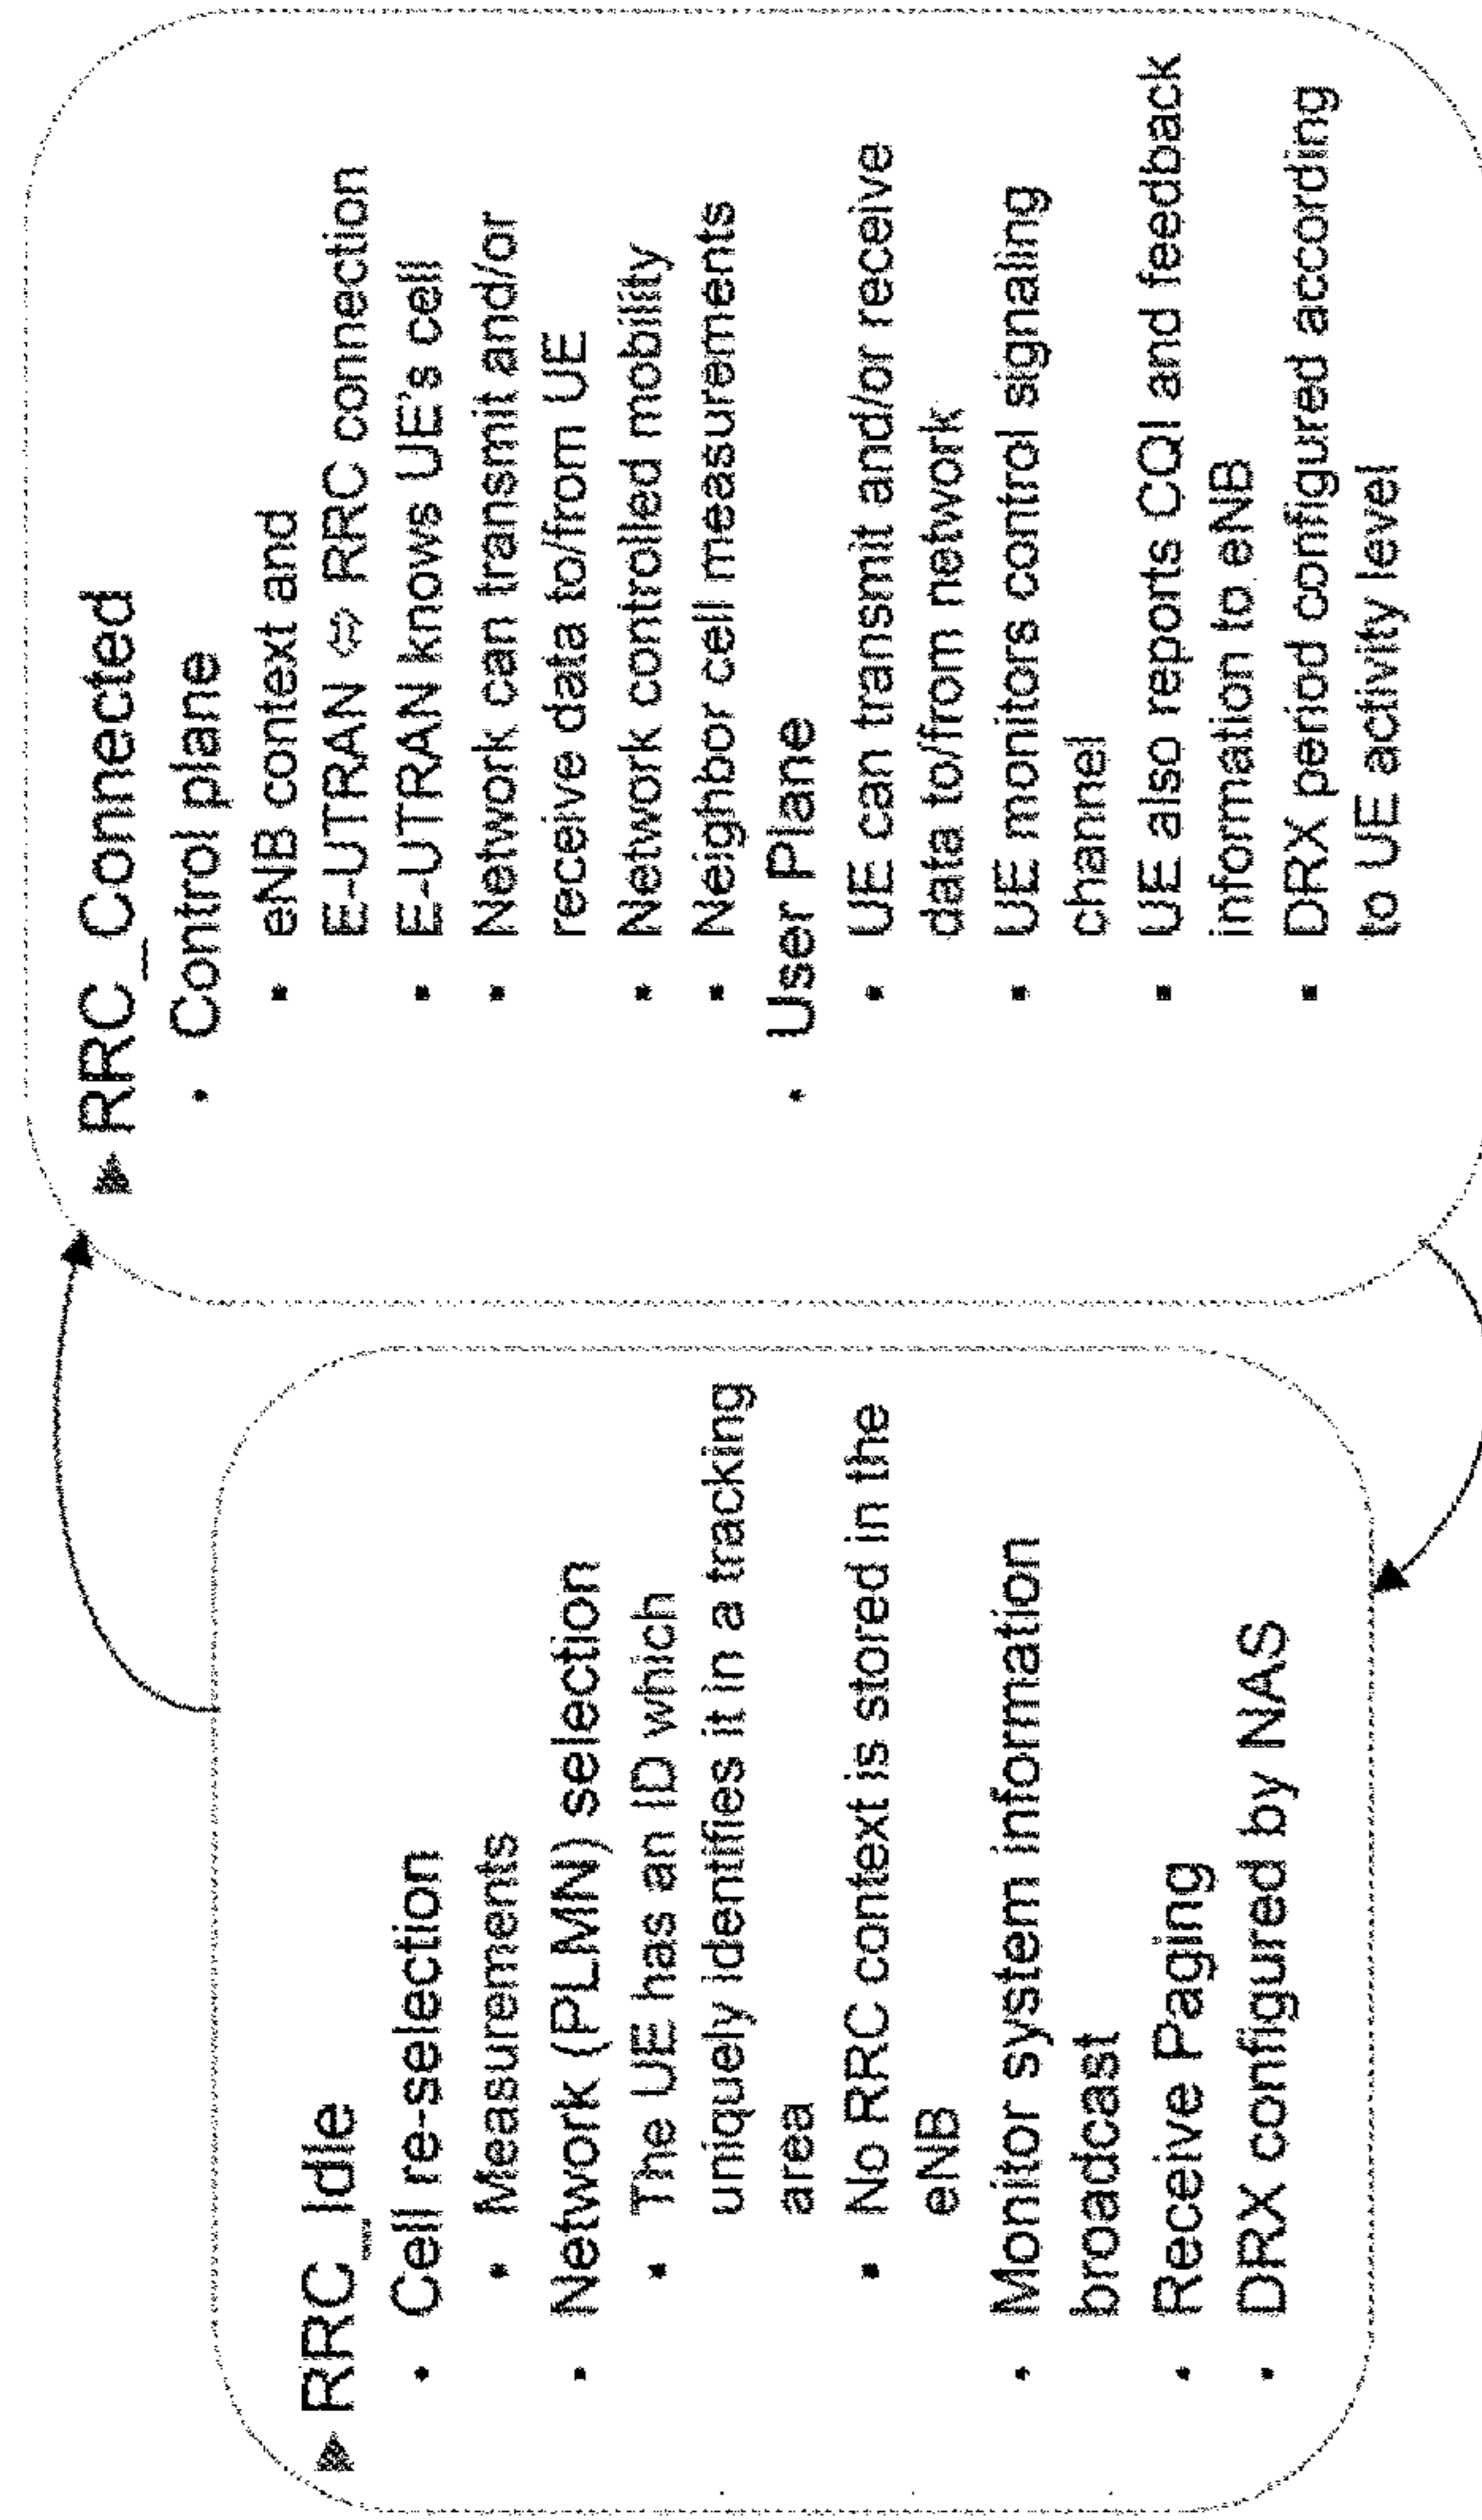 RRC_Idle
• Cell re-selection
• Measurements
• Network (PLMN) selection
• The UE has an ID which
uniquely identifies it in a tracking
area
• No RRC context is stored in the
eNB
• Monitor system information
broadcast
• Receive Paging
• DRX configured by NAS
RRC_Connected
• Control plane
• eNB context and
E-UTRAN ⇔ RRC connection
• E-UTRAN knows UE's cell
• Network can transmit and/or
receive data to/from UE
• Network controlled mobility
• Neighbor cell measurements
• User Plane
• UE can transmit and/or receive
data to/from network
• UE monitors control signaling
channel
• UE also reports CQI and feedback
information to eNB
• DRX period configured according
to UE activity level